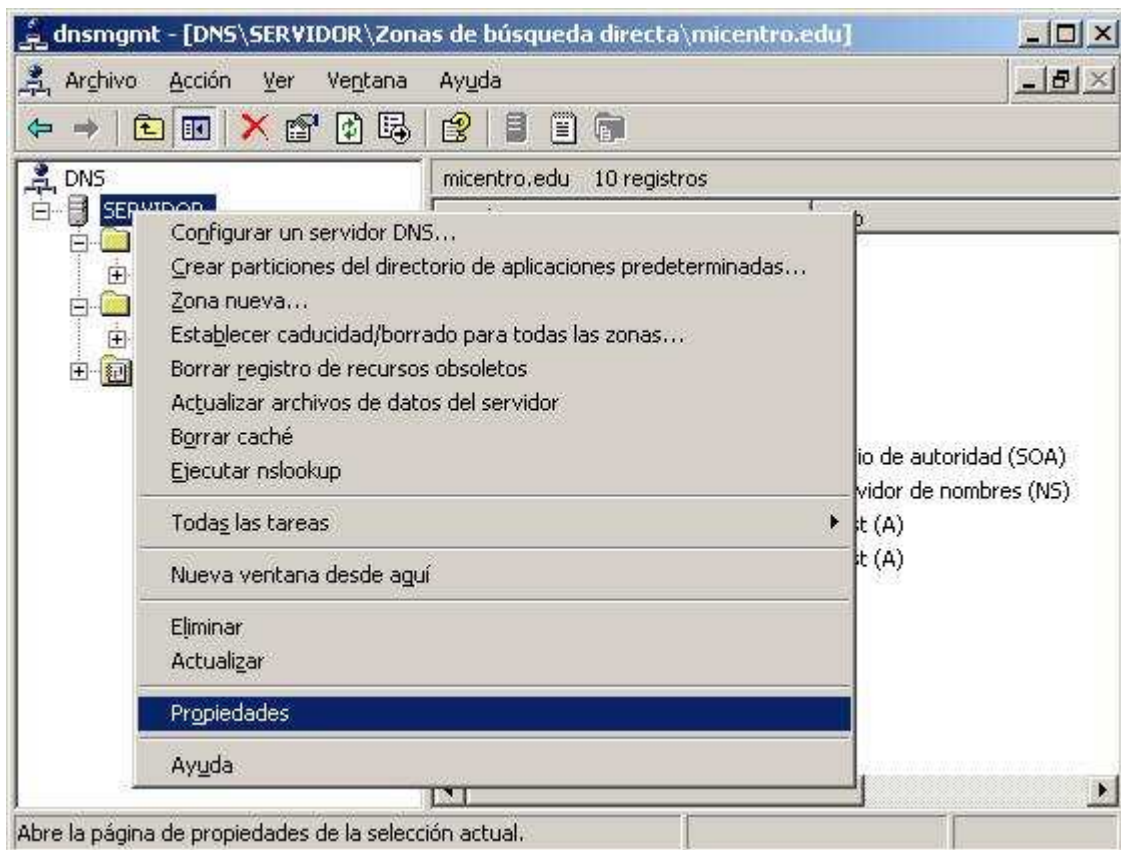 dnsmgmt - [DNS\SERVIDOR\Zonas de búsqueda directa\micentro.edu]
Archivo Acción Ver Ventana Ayuda
DNS
micentro.edu 10 registros
SERVIDOR
Configurar un servidor DNS...
Crear particiones del directorio de aplicaciones predeterminadas...
Zona nueva...
Establecer caducidad/borrado para todas las zonas...
Borrar registro de recursos obsoletos
Actualizar archivos de datos del servidor
Borrar caché
Ejecutar nslookup
io de autoridad (SOA)
vidor de nombres (NS)
Todas las tareas
st (A)
st (A)
Nueva ventana desde aquí
Eliminar
Actualizar
Propiedades
Ayuda
Abre la página de propiedades de la selección actual.